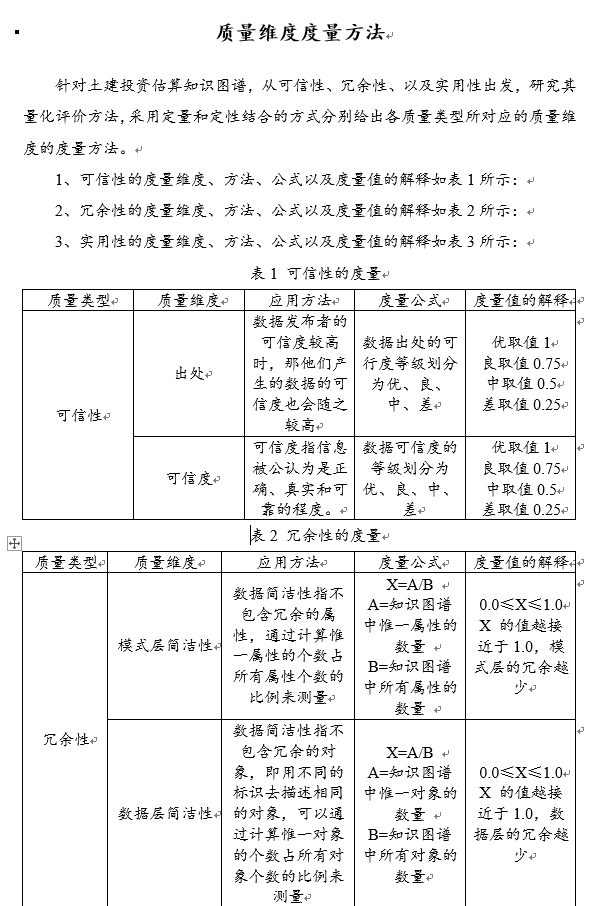 质量维度度量方法
针对土建投资估算知识图谱，从可信性、冗余性、以及实用性出发，研究其
量化评价方法,采用定量和定性结合的方式分别给出各质量类型所对应的质量维
度的度量方法。
1、可信性的度量维度、方法、公式以及度量值的解释如表 1 所示：
2、冗余性的度量维度、方法、公式以及度量值的解释如表 2 所示：
3、实用性的度量维度、方法、公式以及度量值的解释如表 3 所示：
表 1 可信性的度量
质量类型 质量维度 应用方法 度量公式 度量值的解释
可信性
出处
数据发布者的
可信度较高
时，那他们产
生的数据的可
信度也会随之
较高
数据出处的可
行度等级划分
为优、良、
中、差
优取值 1
良取值 0.75
中取值 0.5
差取值 0.25
可信度
可信度指信息
被公认为是正
确、真实和可
靠的程度。
数据可信度的
等级划分为
优、良、中、
差
优取值 1
良取值 0.75
中取值 0.5
差取值 0.25
表 2 冗余性的度量
质量类型 质量维度 应用方法 度量公式 度量值的解释
冗余性
模式层简洁性
数据简洁性指不
包含冗余的属
性，通过计算惟
一属性的个数占
所有属性个数的
比例来测量
X=A/B
A=知识图谱
中惟一属性的
数量
B=知识图谱
中所有属性的
数量
0.0≤X≤1.0
X 的值越接
近于 1.0，模
式层的冗余越
少
数据层简洁性
数据简洁性指不
包含冗余的对
象，即用不同的
标识去描述相同
的对象，可以通
过计算惟一对象
的个数占所有对
象个数的比例来
测量
X=A/B
A=知识图谱
中惟一对象的
数量
B=知识图谱
中所有对象的
数量
0.0≤X≤1.0
X 的值越接
近于 1.0，数
据层的冗余越
少